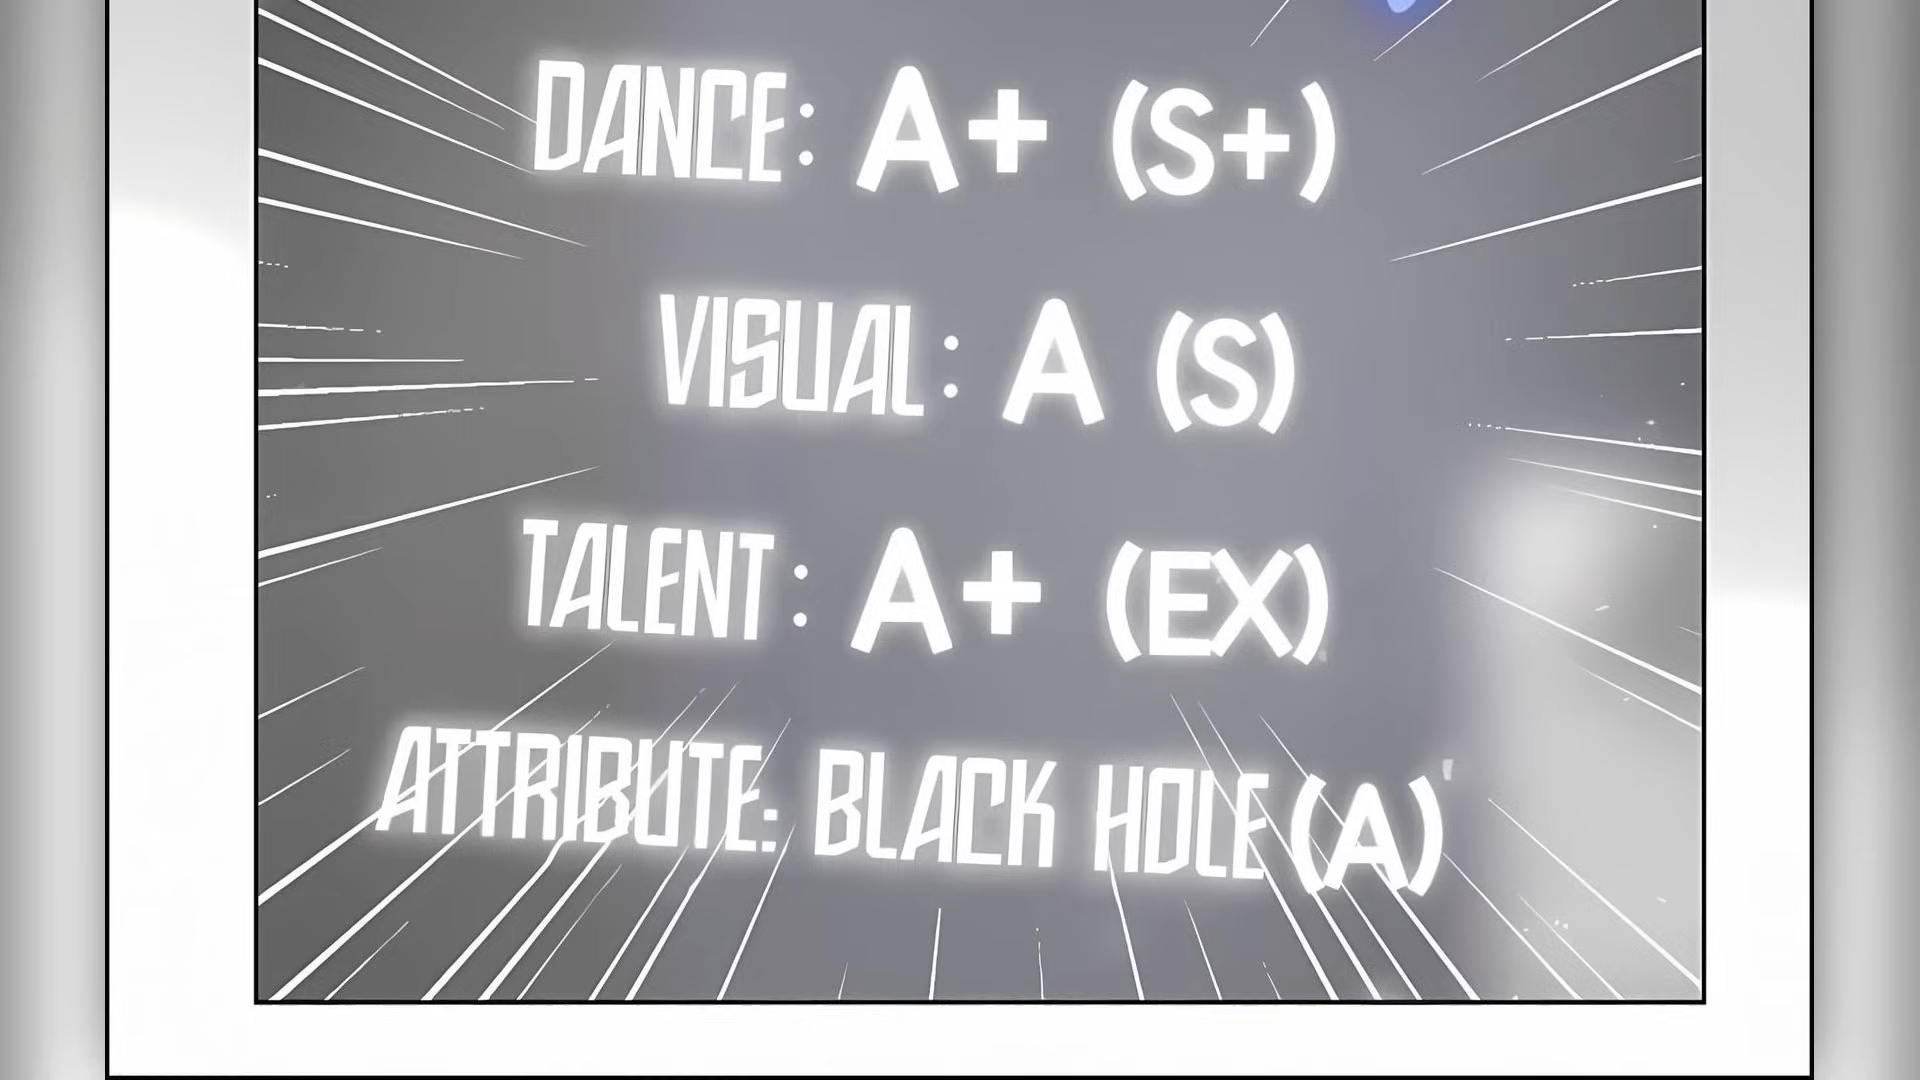 DANCE: A+ (S+)
VISUAL: A (S)
TALENT: A+ (EX)
ATTRIBUTE: BLACK HOLE (A)